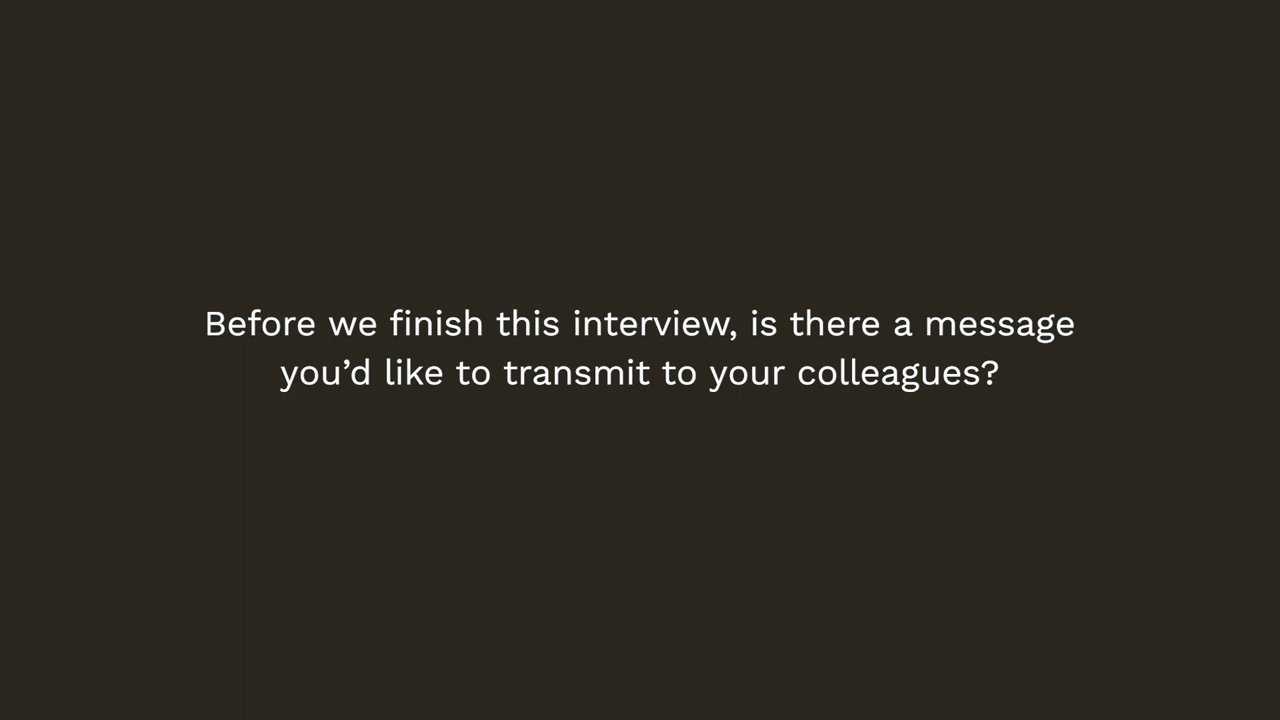 Before we finish this interview, is there a message
you’d like to transmit to your colleagues?